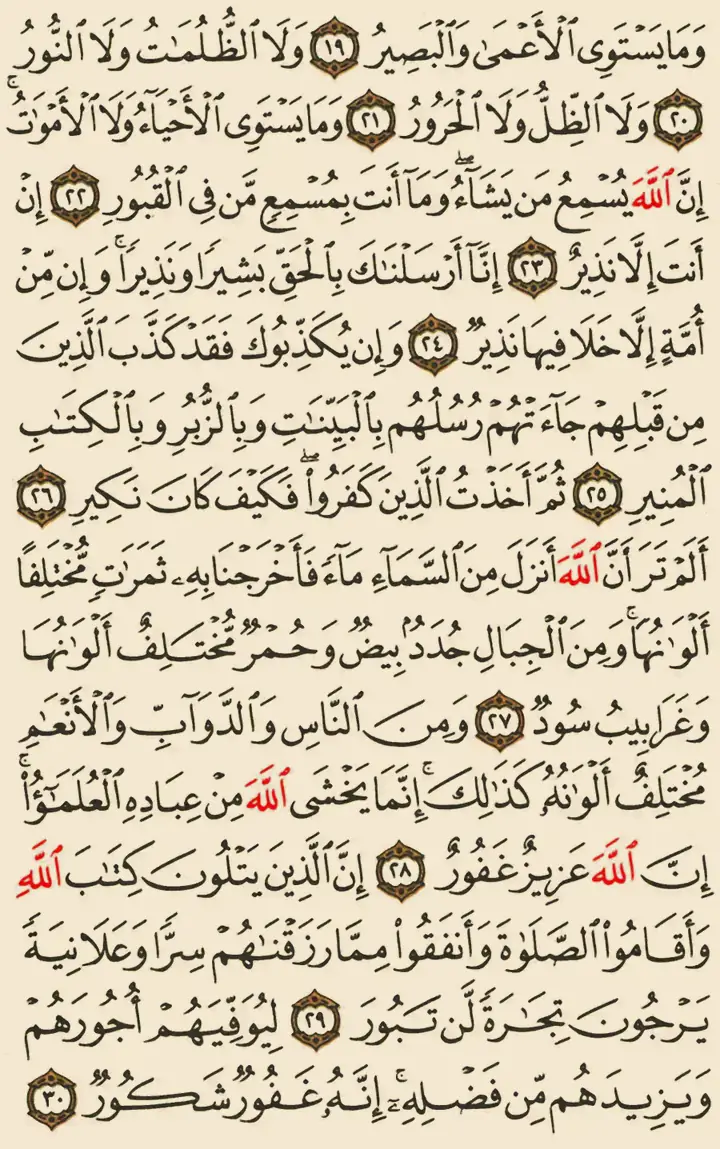 وَمَا يَسْتَوِى ٱلْأَعْمَىٰ وَٱلْبَصِيرُ ١٩ وَلَا ٱلظُّلُمَـٰتُ وَلَا ٱلنُّورُ
٢٠ وَلَا ٱلظِّلُّ وَلَا ٱلْحَرُورُ ٢١ وَمَا يَسْتَوِى ٱلْأَحْيَآءُ وَلَا ٱلْأَمْوَٰتُ ۚ
إِنَّ ٱللَّهَ يُسْمِعُ مَن يَشَآءُ ۖ وَمَآ أَنتَ بِمُسْمِعٍ مَّن فِى ٱلْقُبُورِ ٢٢ إِنْ
أَنتَ إِلَّا نَذِيرٌ ٢٣ إِنَّآ أَرْسَلْنَـٰكَ بِٱلْحَقِّ بَشِيرًا وَنَذِيرًا ۚ وَإِن مِّنْ
أُمَّةٍ إِلَّا خَلَا فِيهَا نَذِيرٌ ٢٤ وَإِن يُكَذِّبُوكَ فَقَدْ كَذَّبَ ٱلَّذِينَ
مِن قَبْلِهِمْ جَآءَتْهُمْ رُسُلُهُم بِٱلْبَيِّنَـٰتِ وَبِٱلزُّبُرِ وَبِٱلْكِتَـٰبِ
ٱلْمُنِيرِ ٢٥ ثُمَّ أَخَذْتُ ٱلَّذِينَ كَفَرُوا۟ ۖ فَكَيْفَ كَانَ نَكِيرِ ٢٦
أَلَمْ تَرَ أَنَّ ٱللَّهَ أَنزَلَ مِنَ ٱلسَّمَآءِ مَآءً فَأَخْرَجْنَا بِهِۦ ثَمَرَٰتٍ مُّخْتَلِفًا
أَلْوَٰنُهَا ۚ وَمِنَ ٱلْجِبَالِ جُدَدٌۢ بِيضٌ وَحُمْرٌ مُّخْتَلِفٌ أَلْوَٰنُهَا
وَغَرَابِيبُ سُودٌ ٢٧ وَمِنَ ٱلنَّاسِ وَٱلدَّوَآبِّ وَٱلْأَنْعَـٰمِ
مُخْتَلِفٌ أَلْوَٰنُهُۥ كَذَٰلِكَ ۗ إِنَّمَا يَخْشَى ٱللَّهَ مِنْ عِبَادِهِ ٱلْعُلَمَـٰٓؤُا۟ ۗ
إِنَّ ٱللَّهَ عَزِيزٌ غَفُورٌ ٢٨ إِنَّ ٱلَّذِينَ يَتْلُونَ كِتَـٰبَ ٱللَّهِ
وَأَقَامُوا۟ ٱلصَّلَوٰةَ وَأَنفَقُوا۟ مِمَّا رَزَقْنَـٰهُمْ سِرًّا وَعَلَانِيَةً
يَرْجُونَ تِجَـٰرَةً لَّن تَبُورَ ٢٩ لِيُوَفِّيَهُمْ أُجُورَهُمْ
وَيَزِيدَهُم مِّن فَضْلِهِۦٓ ۚ إِنَّهُۥ غَفُورٌ شَكُورٌ ٣٠